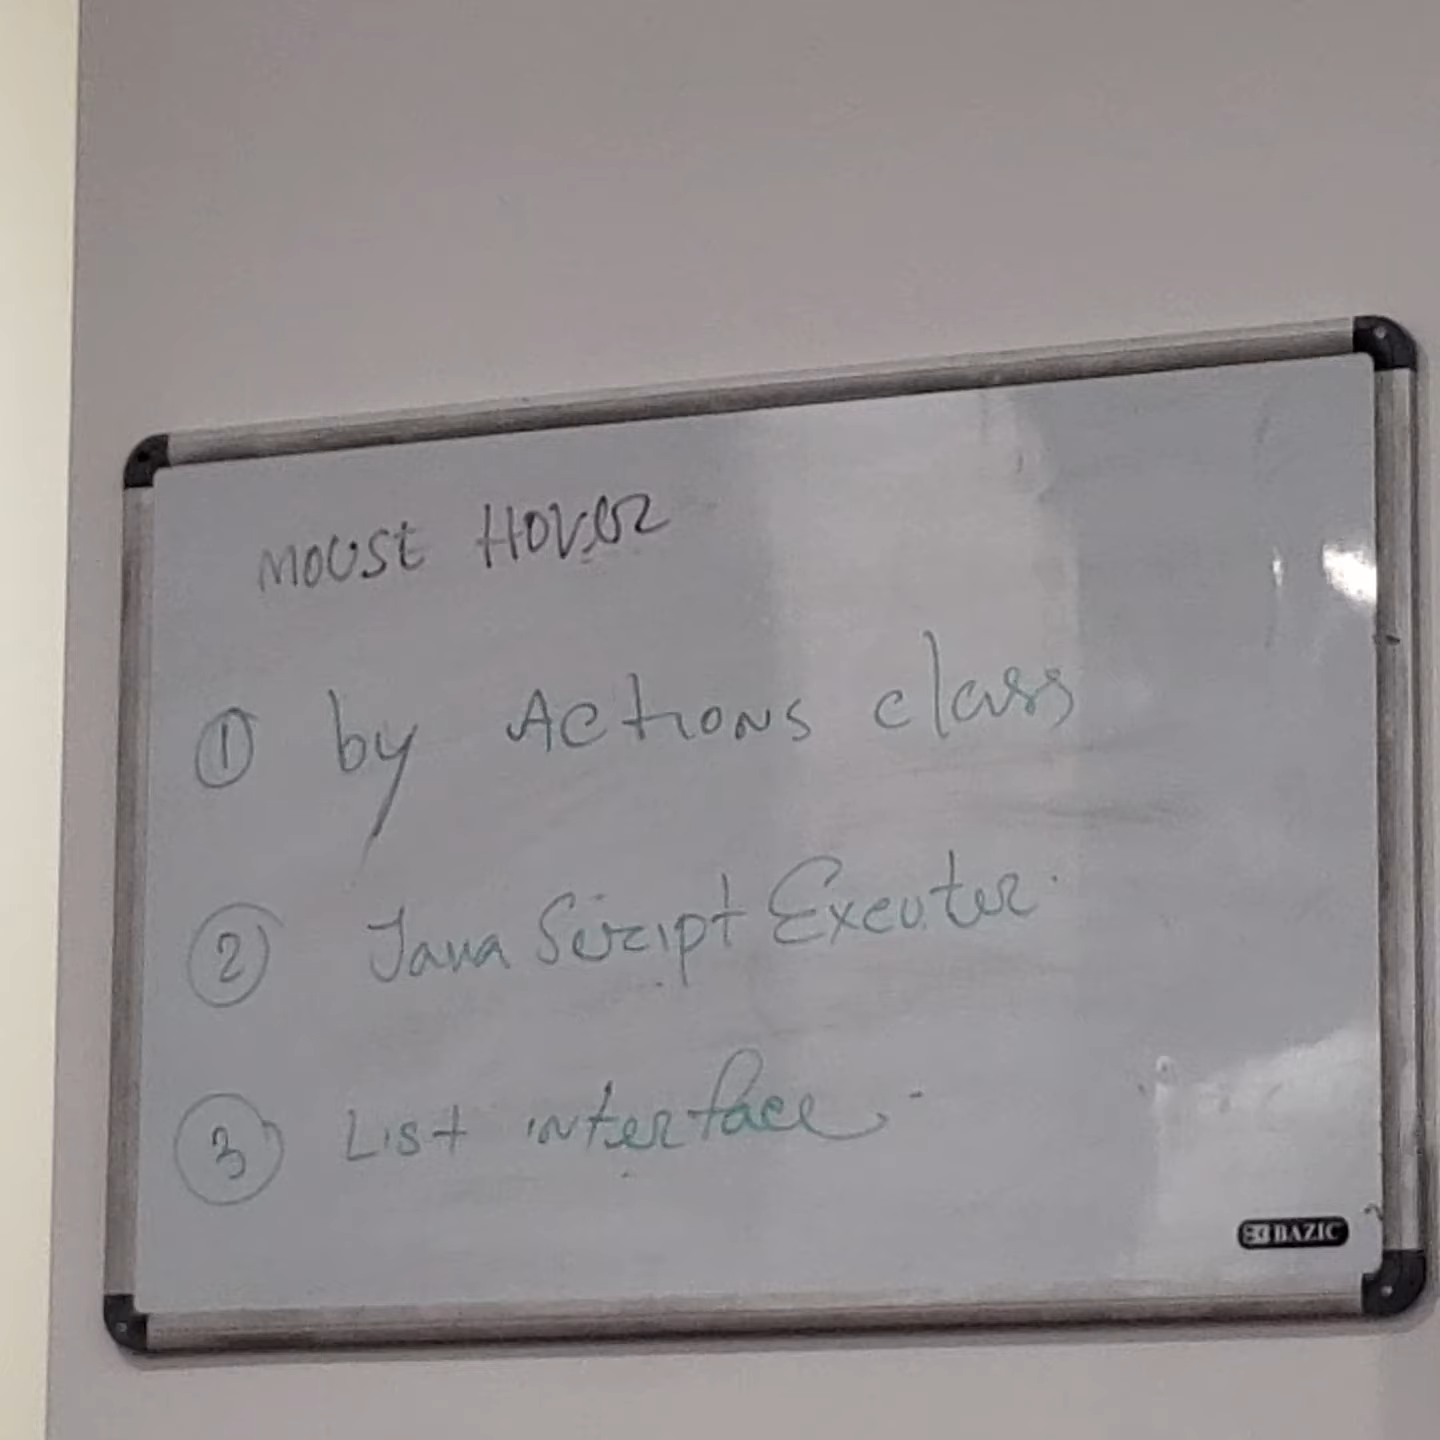 MOUSE HOVER
① by Actions class
② Java Script Executer.
③ List interface.
BAZIC